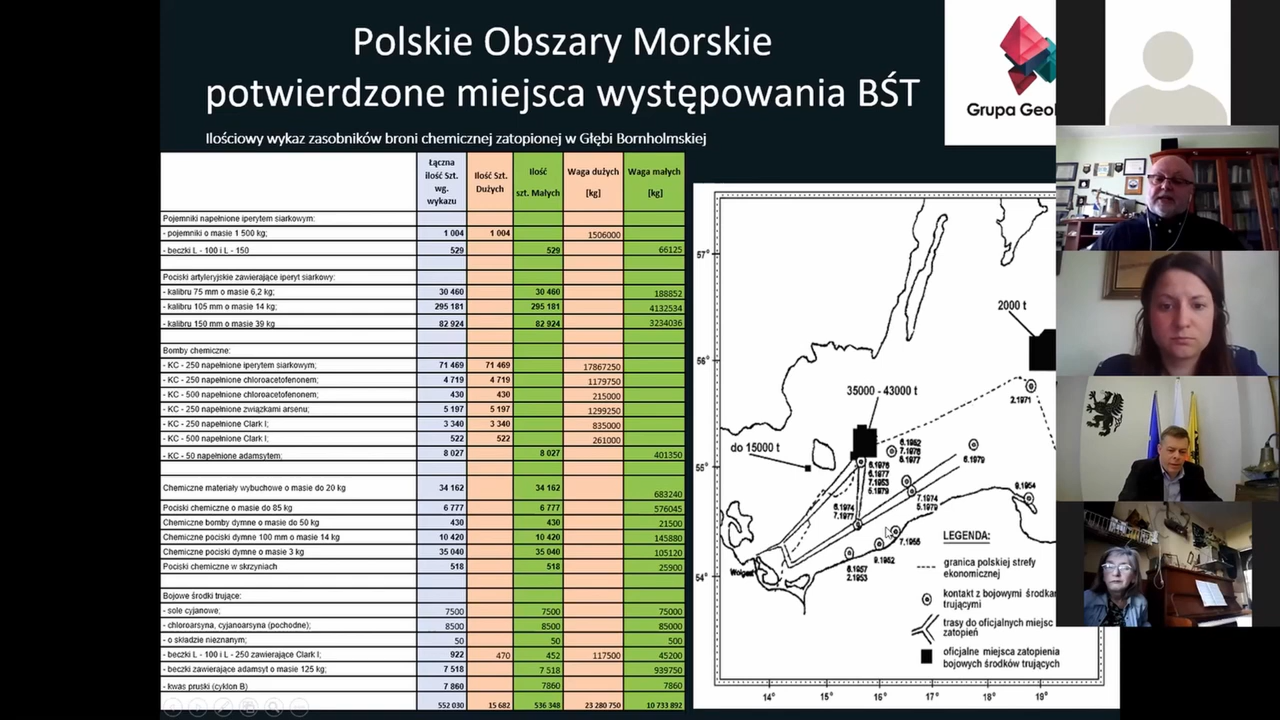 Polskie Obszary Morskie
potwierdzone miejsca występowania BŚT
Grupa Geo
Ilościowy wykaz zasobników broni chemicznej zatopionej w Głębi Bornholmskiej
Łączna ilość Szt. wg. wykazu
Ilość Szt. Dużych
Ilość szt. Małych
Waga dużych [kg]
Waga małych [kg]
Pojemniki napełnione iperytem siarkowym:
- pojemniki o masie 1 500 kg; 1 004 1 004 1506000
- beczki L - 100 i L - 150 529 529 66125
Pociski artyleryjskie zawierające iperyt siarkowy:
- kalibru 75 mm o masie 6,2 kg; 30 460 30 460 188852
- kalibru 105 mm o masie 14 kg; 295 181 295 181 4132534
- kalibru 150 mm o masie 39 kg 82 924 82 924 3234036
Bomby chemiczne:
- KC - 250 napełnione iperytem siarkowym; 71 469 71 469 17867250
- KC - 250 napełnione chloroacetofenonem; 4 719 4 719 1179750
- KC - 500 napełnione chloroacetofenonem; 430 430 215000
- KC - 250 napełnione związkami arsenu; 5 197 5 197 1299250
- KC - 250 napełnione Clark I; 3 340 3 340 835000
- KC - 500 napełnione Clark I; 522 522 261000
- KC - 50 napełnione adamsytem; 8 027 8 027 401350
Chemiczne materiały wybuchowe o masie do 20 kg 34 162 34 162 683240
Pociski chemiczne o masie do 85 kg 6 777 6 777 576045
Chemiczne bomby dymne o masie do 50 kg 430 430 21500
Chemiczne pociski dymne 100 mm o masie 14 kg 10 420 10 420 145880
Chemiczne pociski dymne o masie 3 kg 35 040 35 040 105120
Pociski chemiczne w skrzyniach 518 518 25900
Bojowe środki trujące:
- sole cyjanowe; 7500 7500 75000
- chloroarsyna, cyjanoarsyna (pochodne); 8500 8500 85000
- o składzie nieznanym; 50 50 500
- beczki L - 100 i L - 250 zawierające Clark I; 922 470 452 117500 45200
- beczki zawierające adamsyt o masie 125 kg; 7 518 7 518 939750
- kwas pruski (cyklon B) 7 860 7860 7860
552 030 15 682 536 348 23 280 750 10 733 892
57°
2000 t
56°
2.1971
35000 - 43000 t
do 15000 t
6.1952
7.1976
6.1977
6.1979
55°
6.1976
6.1977
7.1953
5.1979
9.1954
7.1974
5.1979
6.1974
7.1977
7.1955
9.1952
Wolgast
54°
6.1957
2.1953
LEGENDA:
granica polskiej strefy
ekonomicznej
kontakt z bojowymi środkam
trującymi
trasy do oficjalnych miejsc
zatopień
oficjalne miejsca zatopienia
bojowych środków trujących
14° 15° 16° 17° 18° 19°